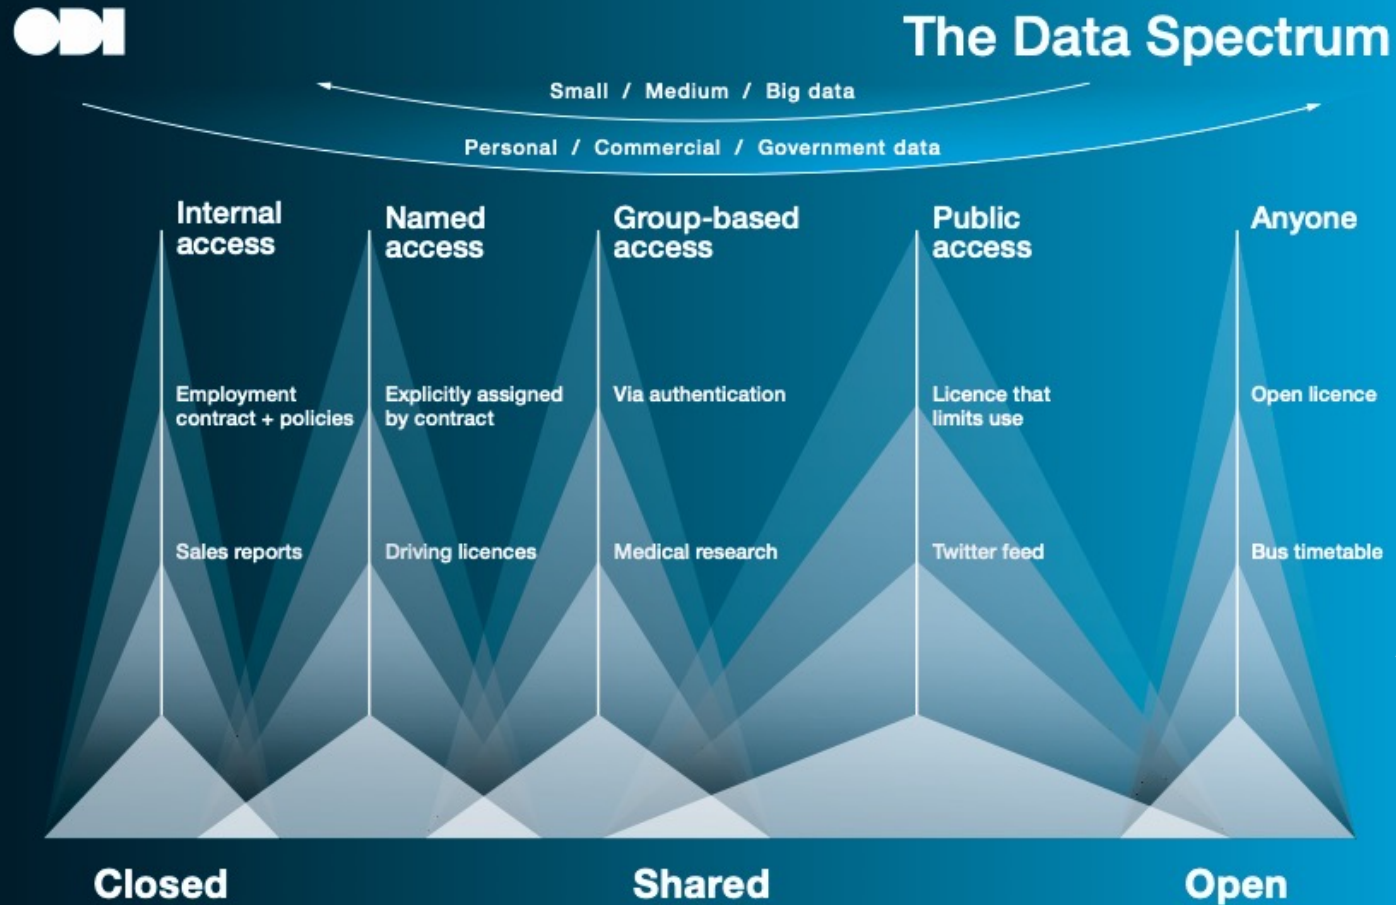 ODI
The Data Spectrum
Small / Medium / Big data
Personal / Commercial / Government data
Internal
access
Named
access
Group-based
access
Public
access
Anyone
Employment
contract + policies
Explicitly assigned
by contract
Via authentication
Licence that
limits use
Open licence
Sales reports
Driving licences
Medical research
Twitter feed
Bus timetable
Closed
Shared
Open